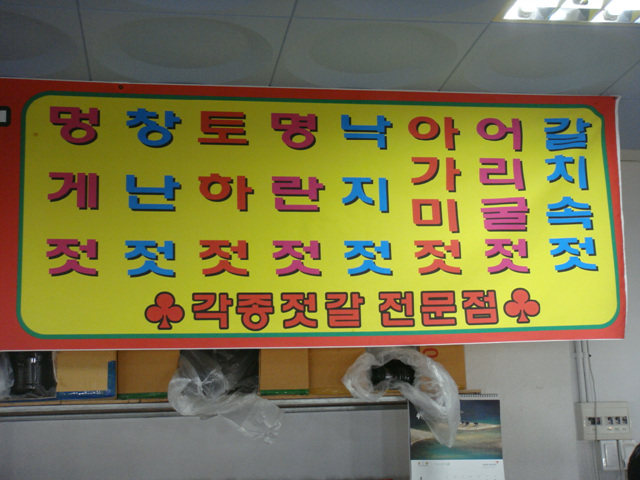 멍게젓
창난젓
토하젓
명란젓
낙지젓
아가미젓
어리굴젓
갈치속젓
♣각종젓갈 전문점♣